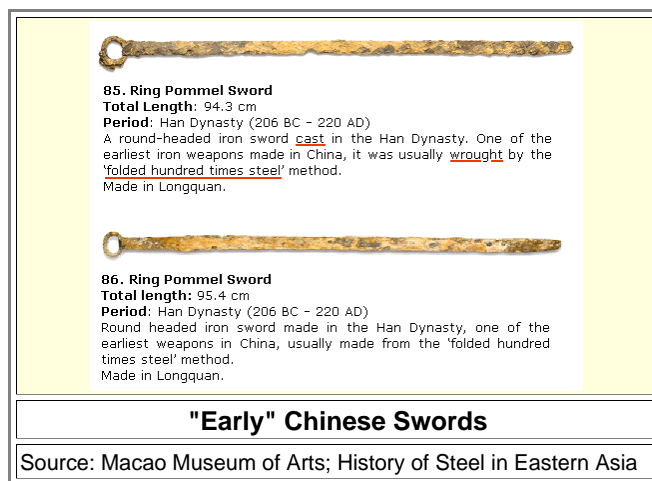 85. Ring Pommel Sword
Total Length: 94.3 cm
Period: Han Dynasty (206 BC – 220 AD)
A round-headed iron sword cast in the Han Dynasty. One of the
earliest iron weapons made in China, it was usually wrought by the
‘folded hundred times steel’ method.
Made in Longquan.
86. Ring Pommel Sword
Total length: 95.4 cm
Period: Han Dynasty (206 BC – 220 AD)
Round headed iron sword made in the Han Dynasty, one of the
earliest weapons in China, usually made from the ‘folded hundred
times steel’ method.
Made in Longquan.
"Early" Chinese Swords
Source: Macao Museum of Arts; History of Steel in Eastern Asia